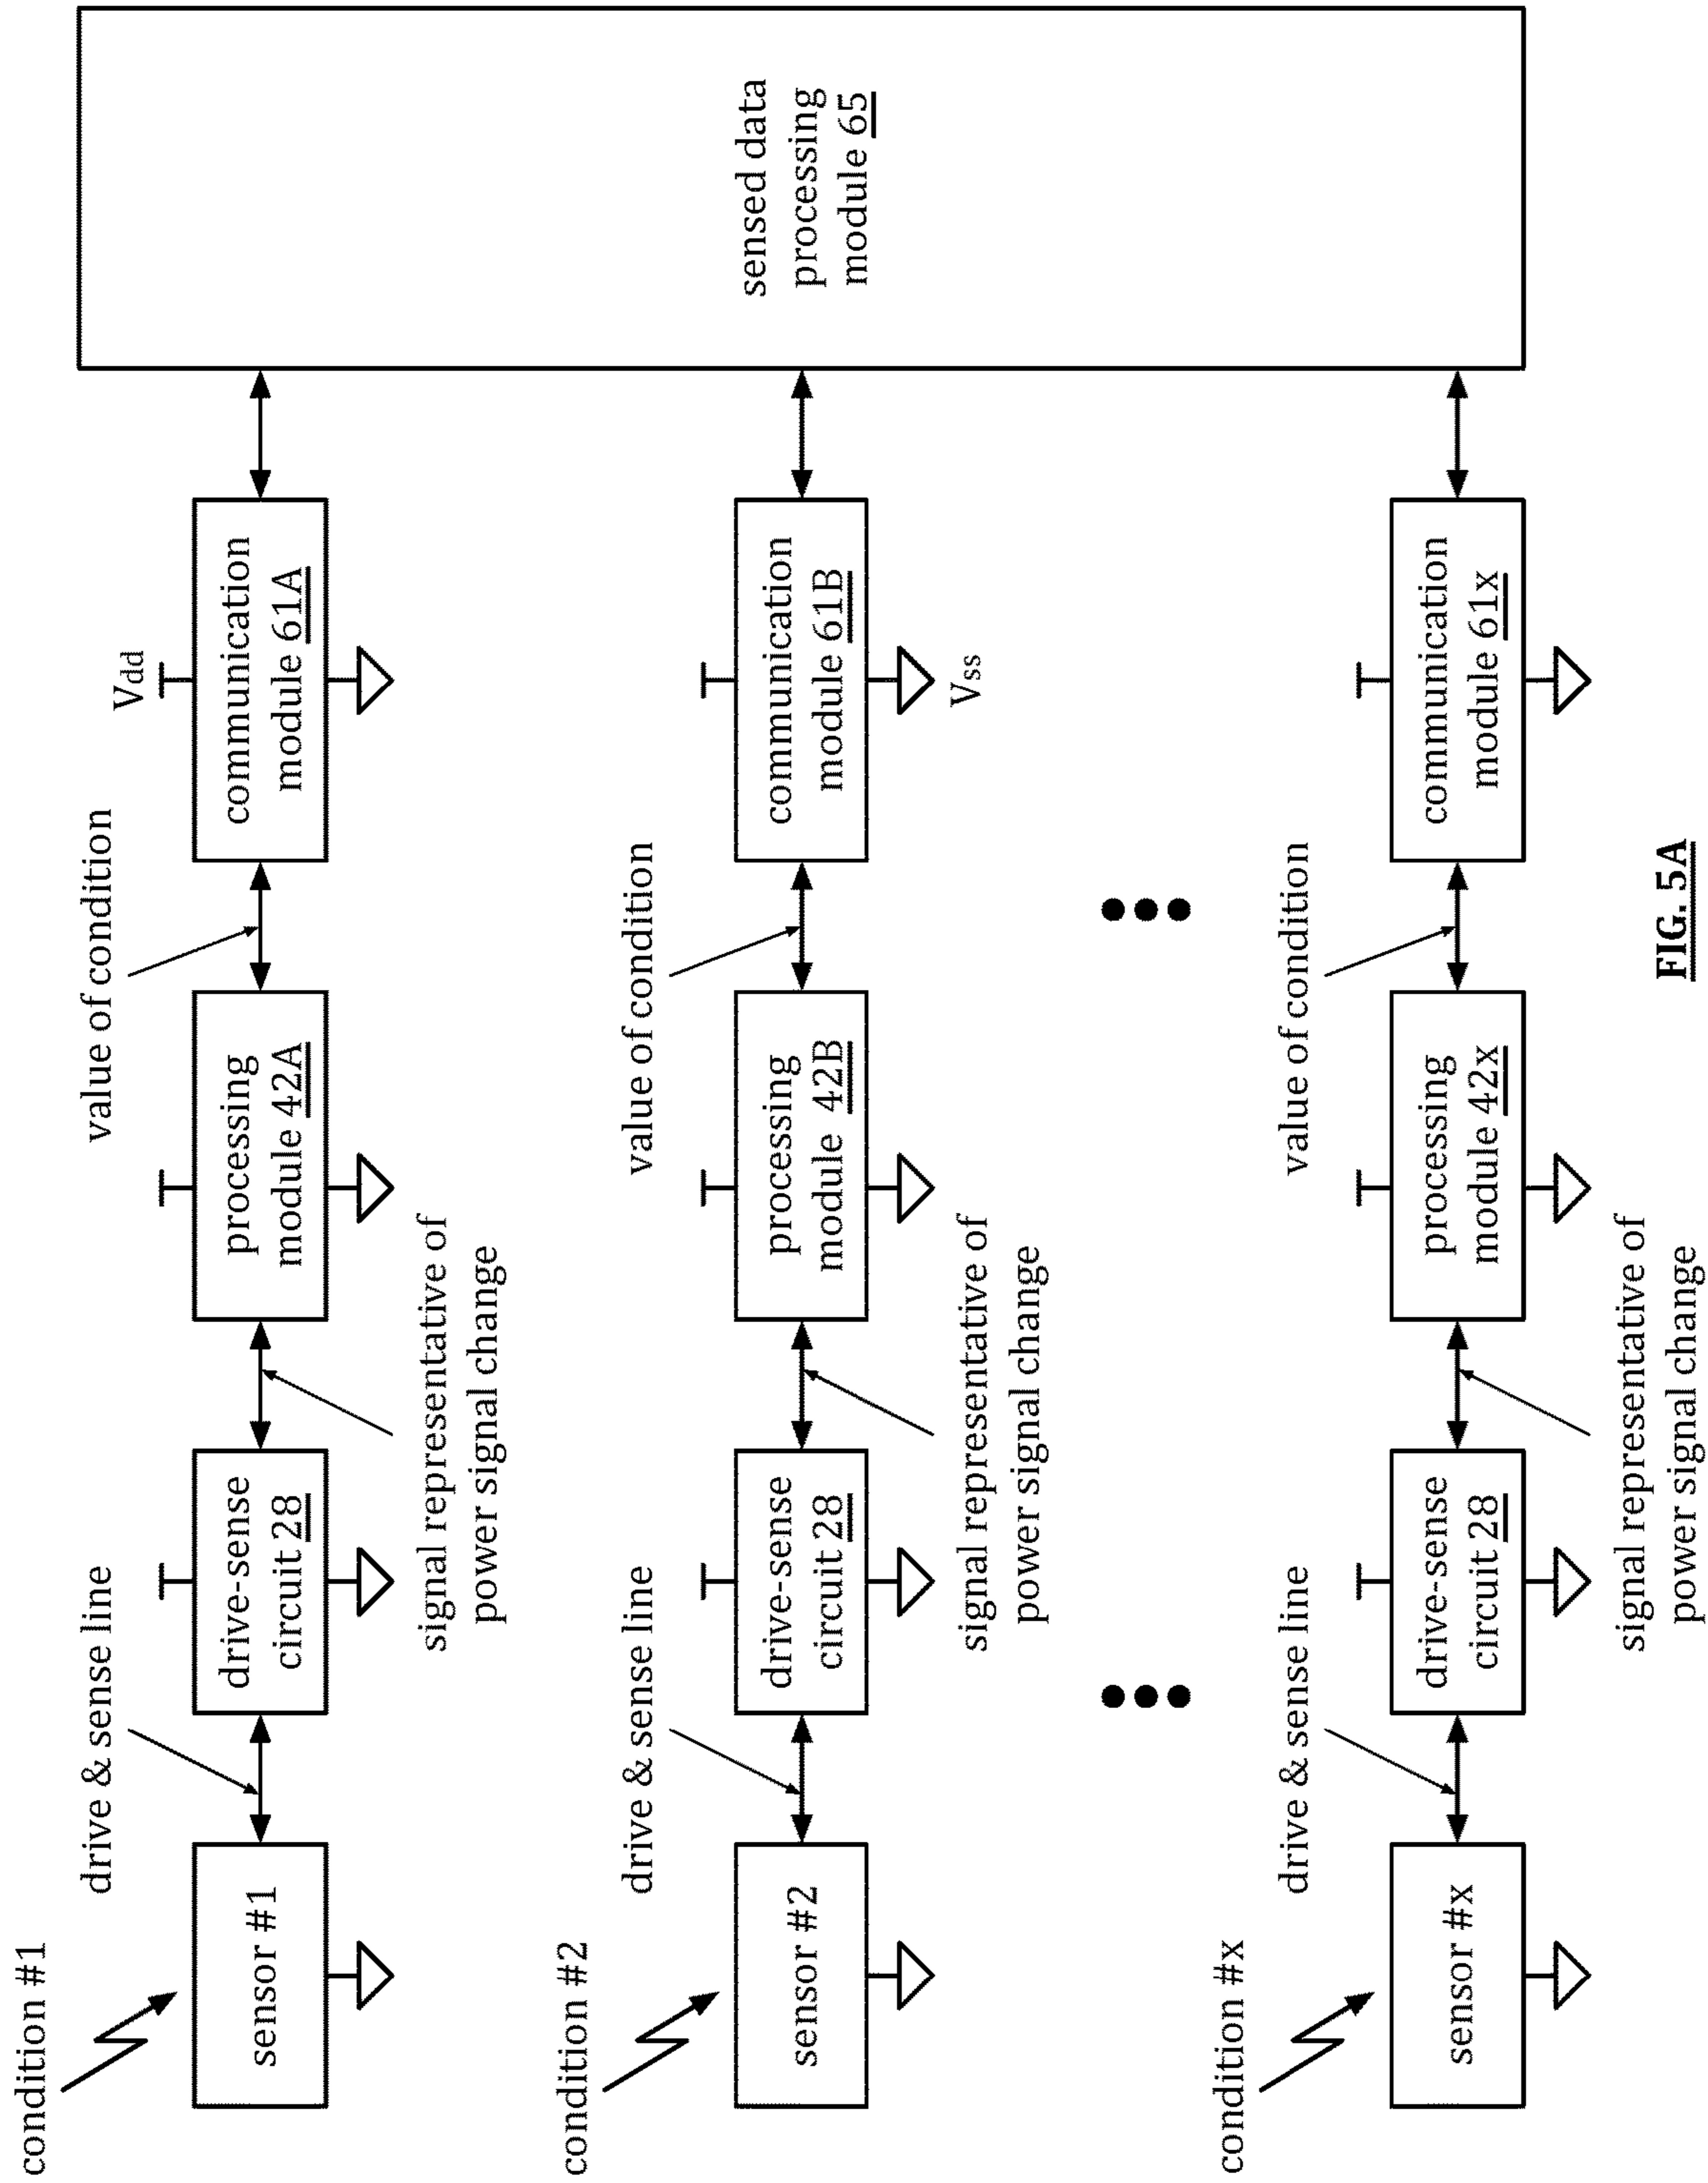 condition #1
drive & sense line
value of condition
Vdd
sensor #1
drive-sense
circuit 28
processing
module 42A
communication
module 61A
signal representative of
power signal change
condition #2
drive & sense line
value of condition
sensor #2
drive-sense
circuit 28
processing
module 42B
communication
module 61B
Vss
signal representative of
power signal change
sensed data
processing
module 65
condition #x
drive & sense line
value of condition
sensor #x
drive-sense
circuit 28
processing
module 42x
communication
module 61x
signal representative of
power signal change
FIG. 5A